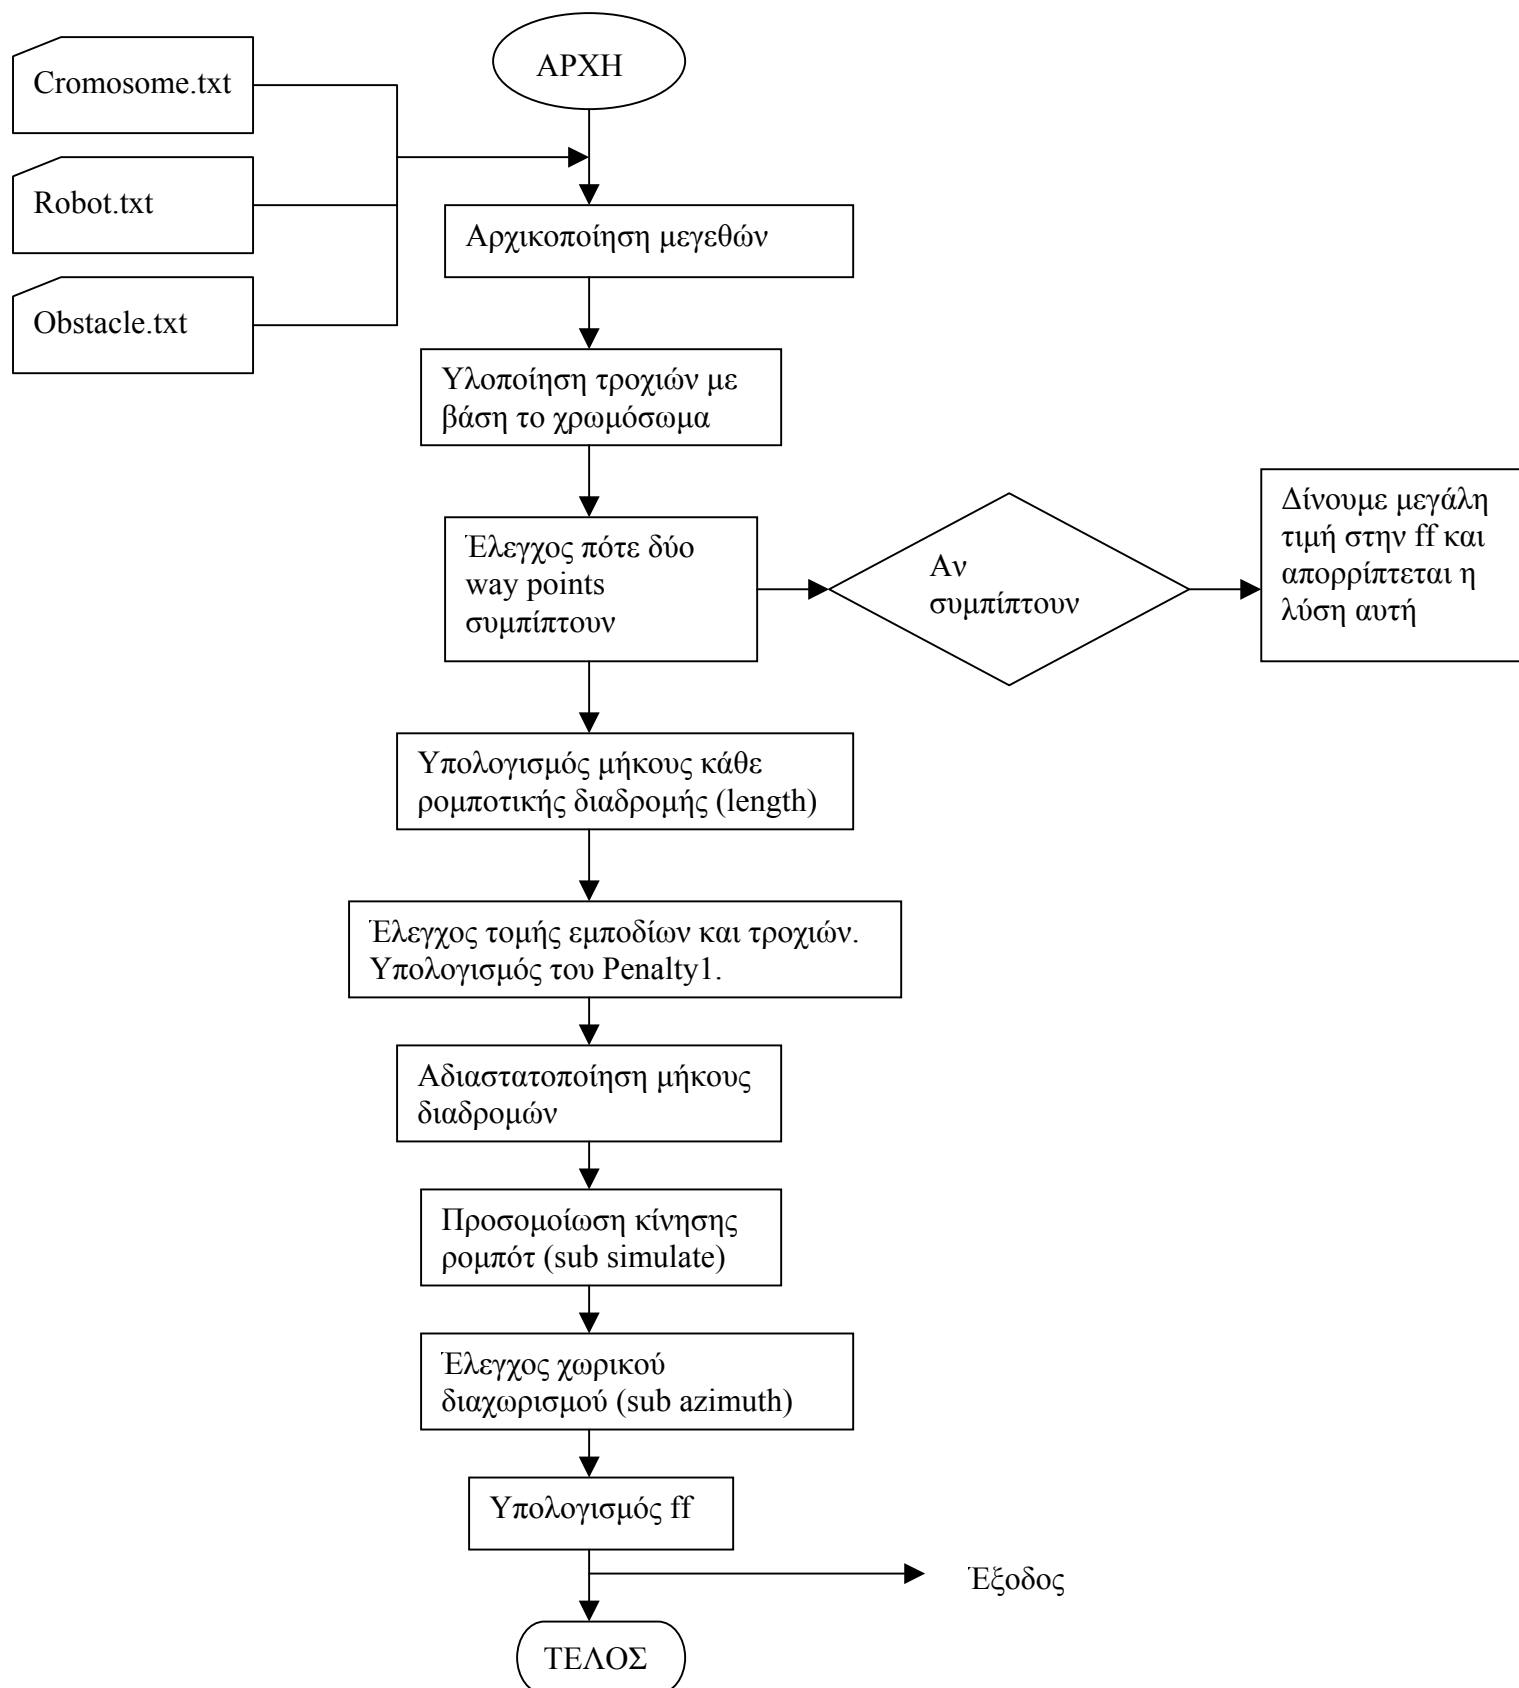 Cromosome.txt
Robot.txt
Obstacle.txt
ΑΡΧΗ
Αρχικοποίηση μεγεθών
Υλοποίηση τροχιών με
βάση το χρωμόσωμα
Έλεγχος πότε δύο
way points
συμπίπτουν
Αν
συμπίπτουν
Δίνουμε μεγάλη
τιμή στην ff και
απορρίπτεται η
λύση αυτή
Υπολογισμός μήκους κάθε
ρομποτικής διαδρομής (length)
Έλεγχος τομής εμποδίων και τροχιών.
Υπολογισμός του Penalty1.
Αδιαστατοποίηση μήκους
διαδρομών
Προσομοίωση κίνησης
ρομπότ (sub simulate)
Έλεγχος χωρικού
διαχωρισμού (sub azimuth)
Υπολογισμός ff
Έξοδος
ΤΕΛΟΣ